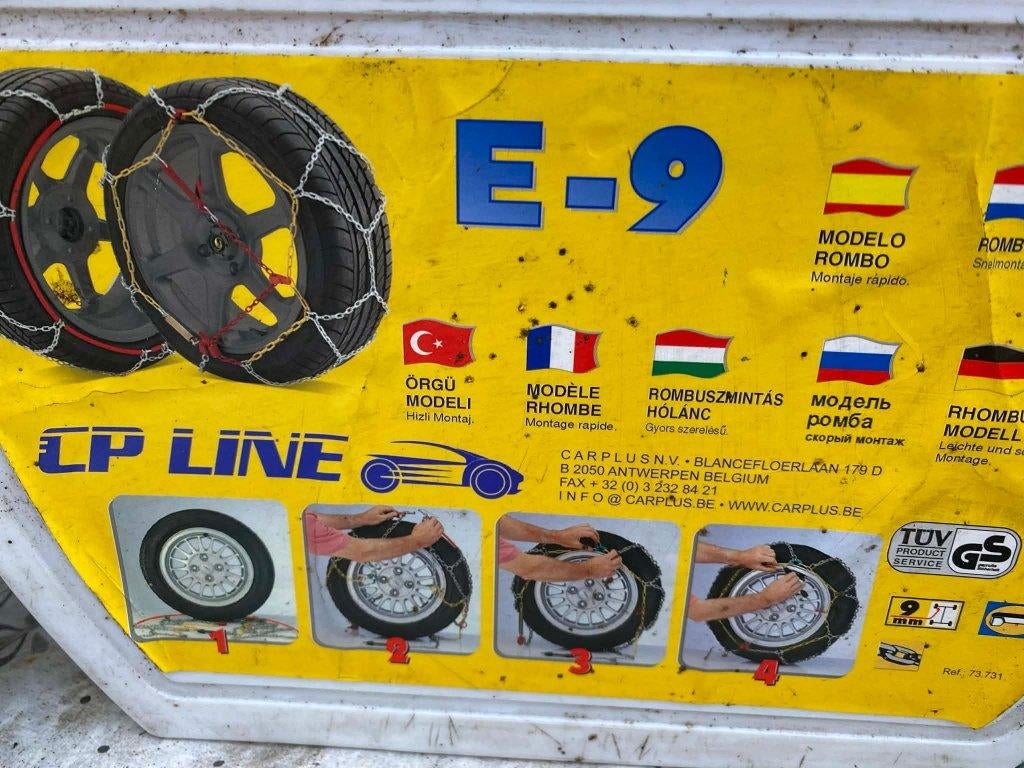 E-9
MODELO
ROMBO
Montaje rápido.
ÖRGÜ
MODELI
Hizli Montaj.
MODÈLE
RHOMBE
Montage rapide.
ROMBUSZMINTÁS
HÓLÁNC
Gyors szerelésű.
модель
ромба
скорый монтаж
RHOMBU
MODELL
Leichte und sc
Montage.
ROMB
Snelmonta
CP LINE
CARPLUS N.V. • BLANCEFLOERLAAN 179 D
B 2050 ANTWERPEN BELGIUM
FAX + 32 (0) 3 232 84 21
INFO@CARPLUS.BE • WWW.CARPLUS.BE
1
2
3
4
TÜV
PRODUCT
SERVICE
GS
geprüfte
Sicherheit
9
mm
Ref.: 73.731